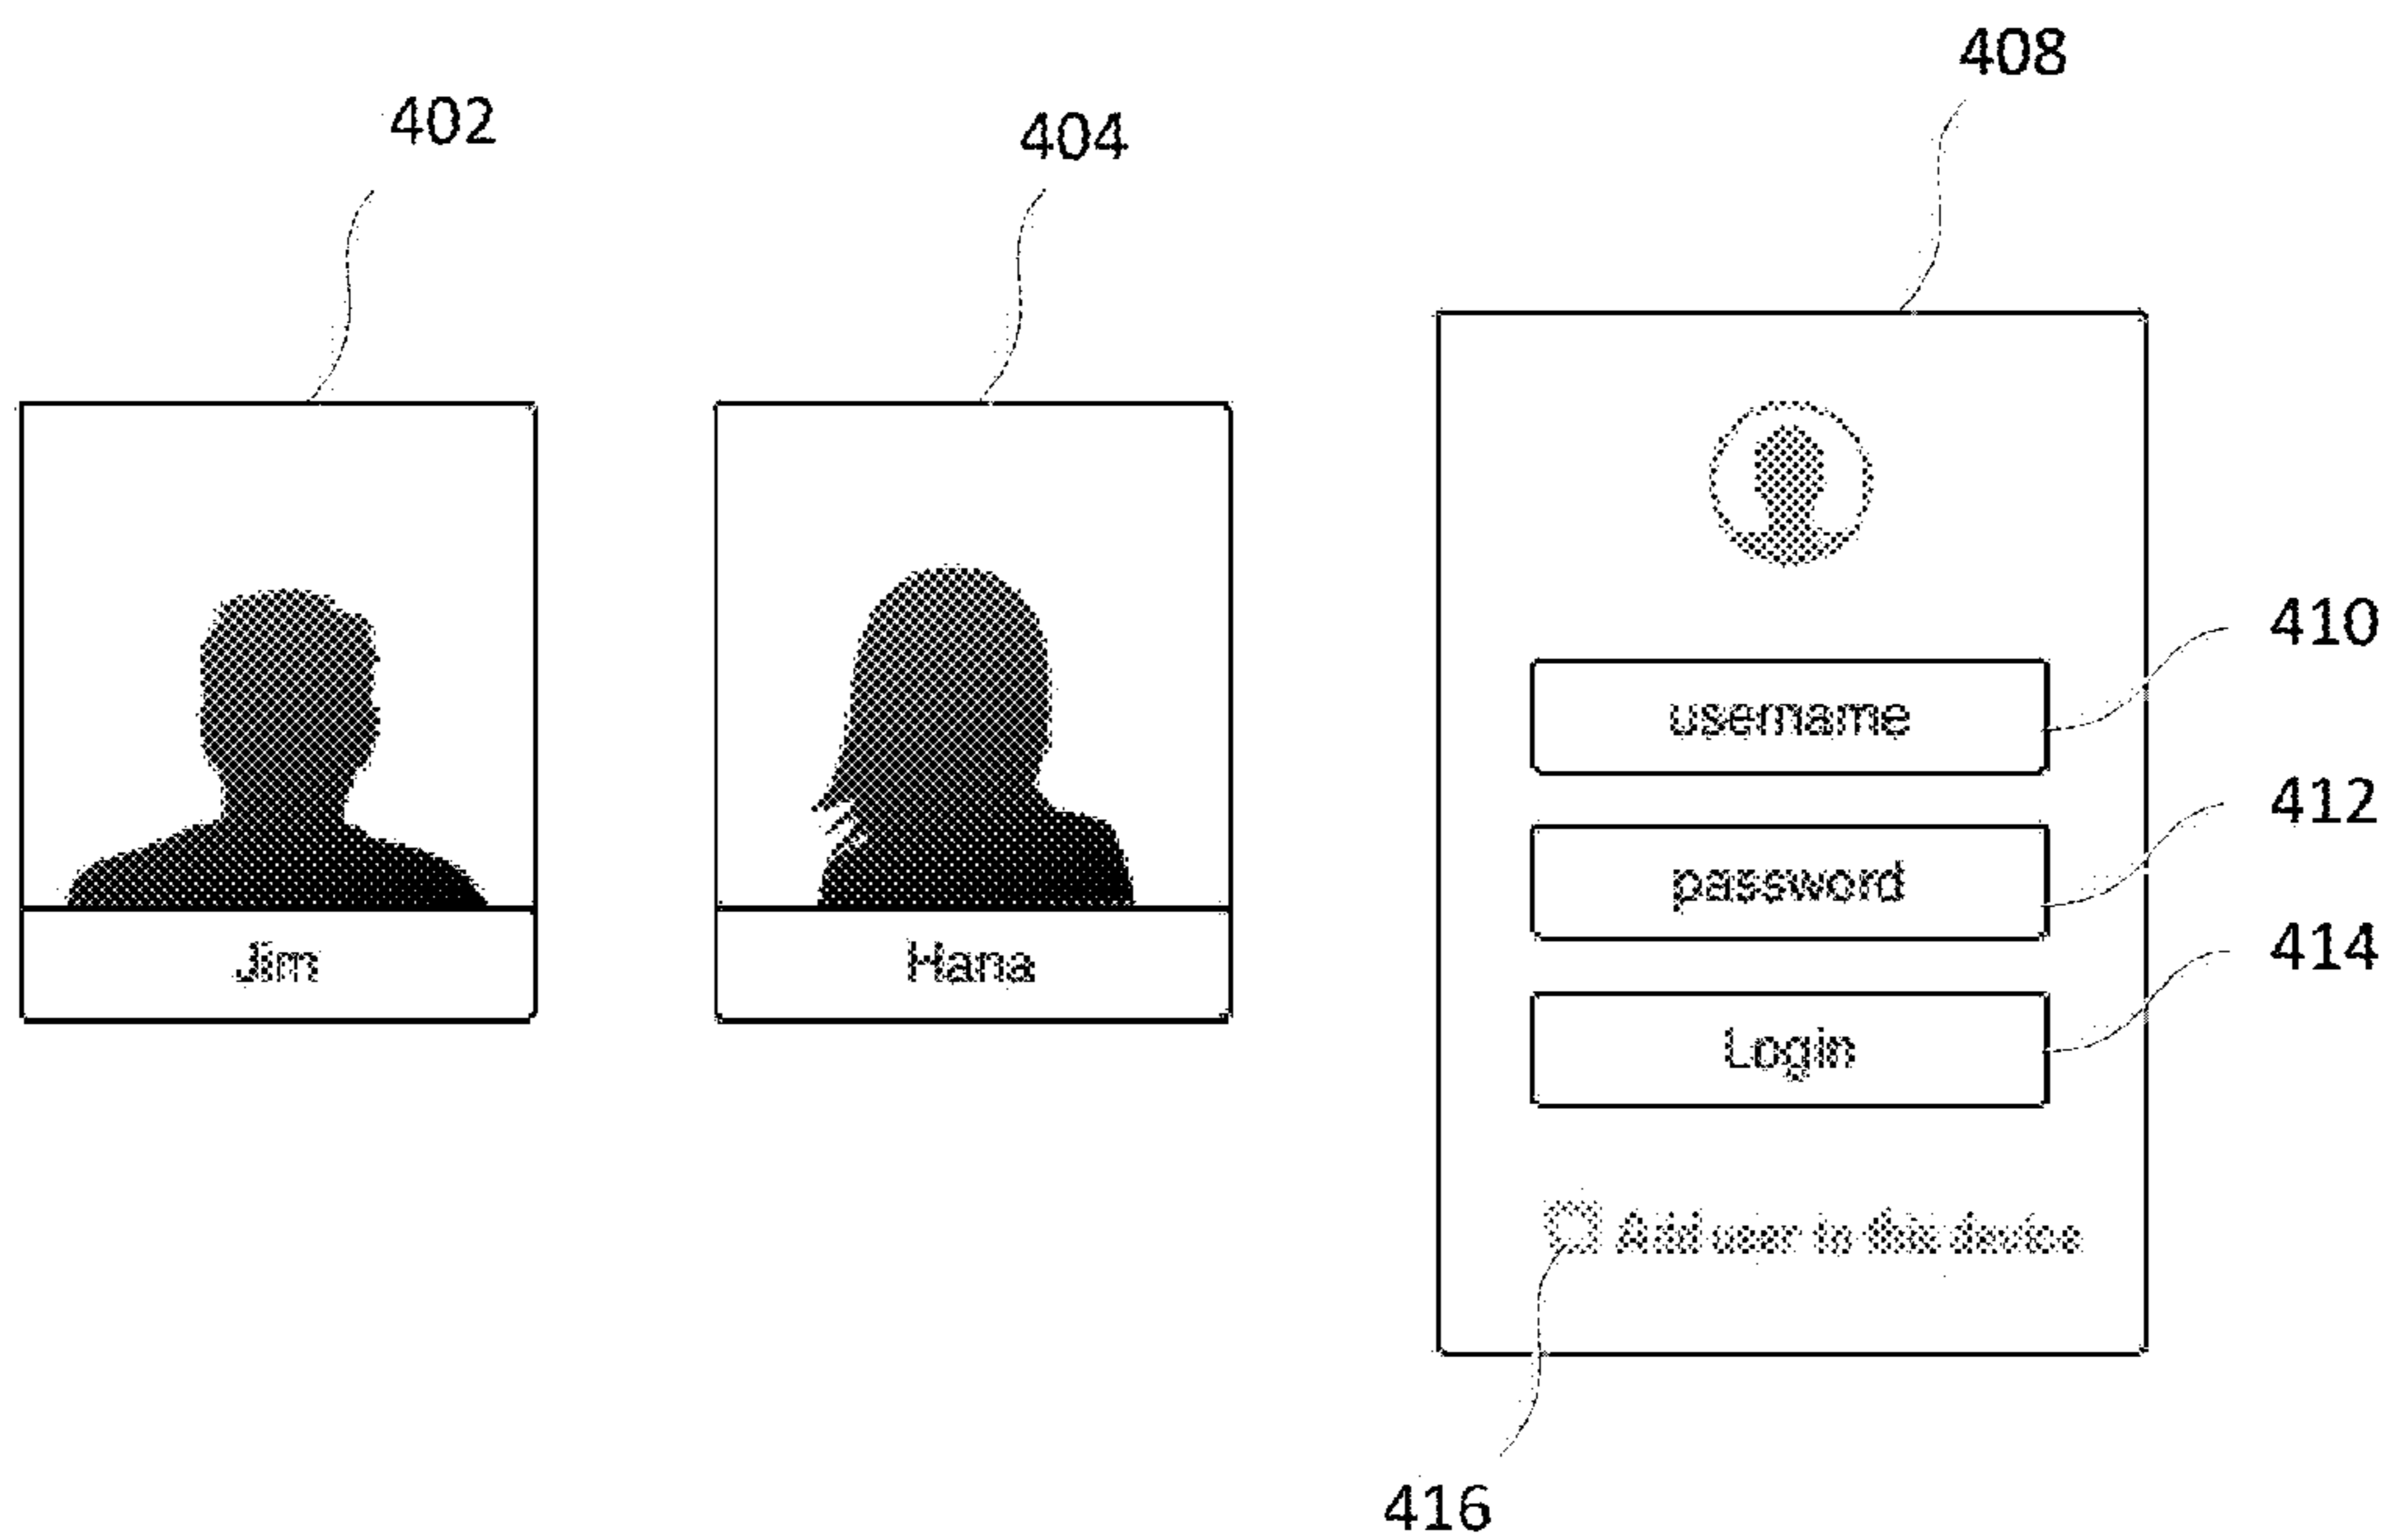 408
402
404
410
username
412
password
414
Jim
Hana
Login
Add user to this device
416